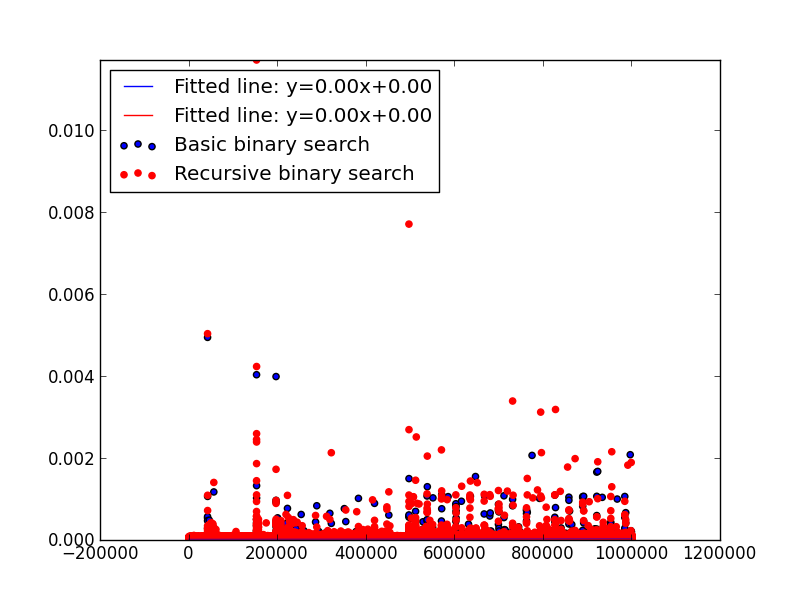 Fitted line: y=0.00x+0.00
Fitted line: y=0.00x+0.00
Basic binary search
Recursive binary search
0.010
0.008
0.006
0.004
0.002
0.000
−200000 0 200000 400000 600000 800000 1000000 1200000